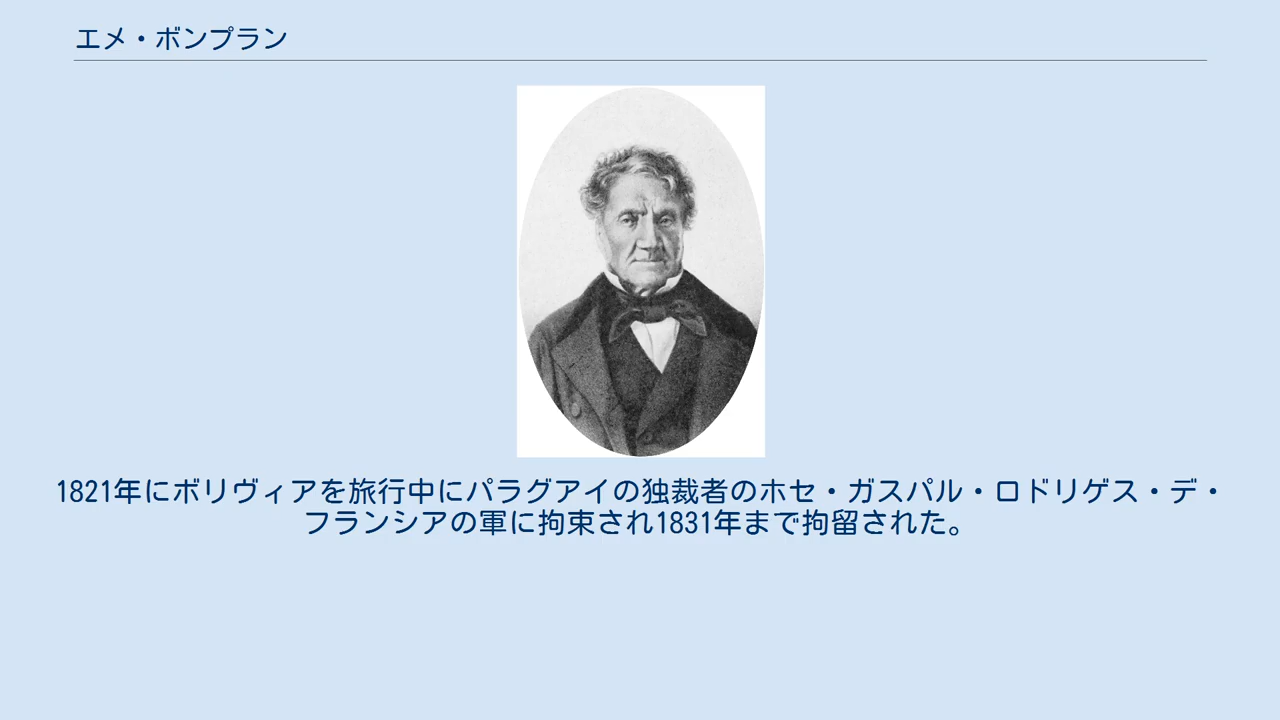 エメ・ボンプラン
1821年にボリヴィアを旅行中にパラグアイの独裁者のホセ・ガスパル・ロドリゲス・デ・
フランシアの軍に拘束され1831年まで拘留された。